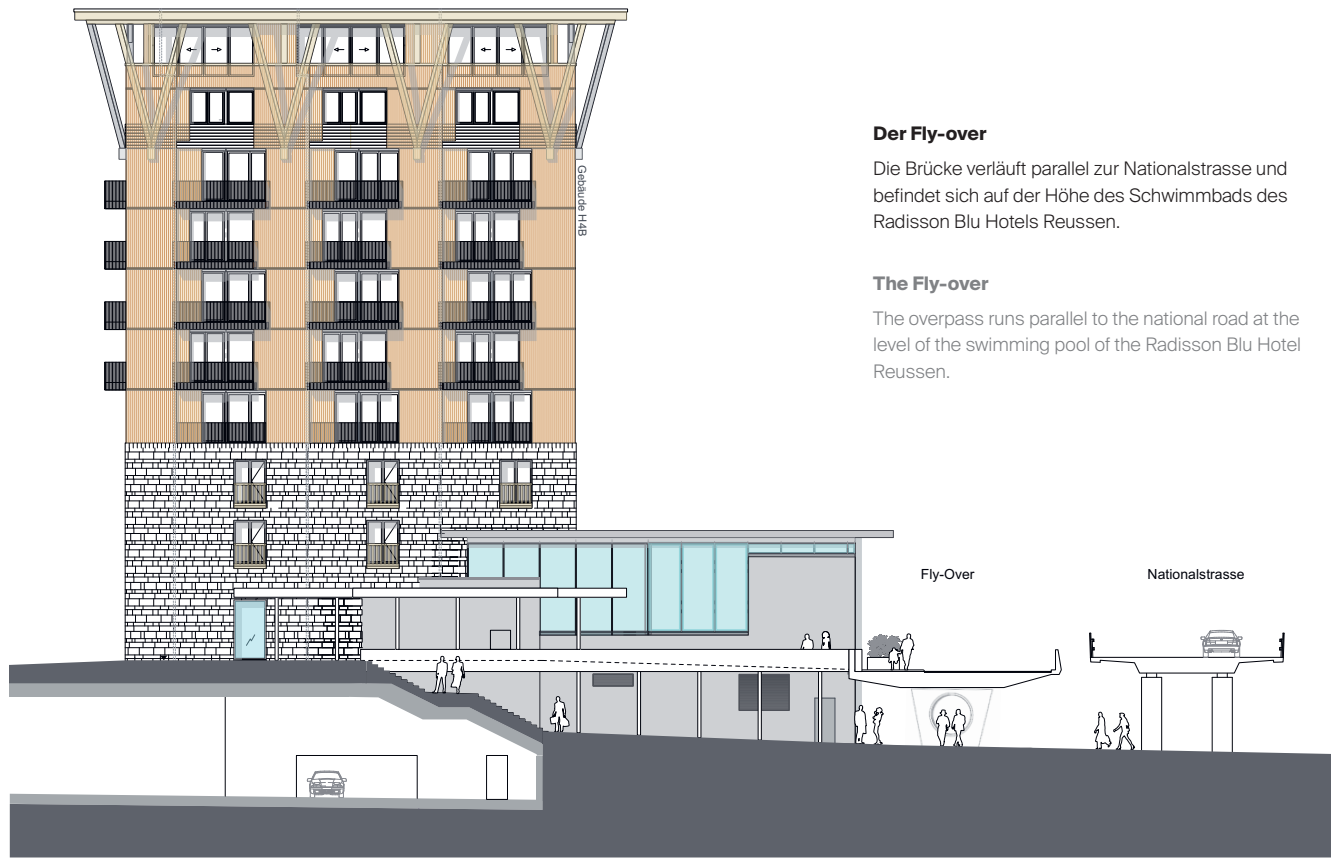 Der Fly-over
Die Brücke verläuft parallel zur Nationalstrasse und
befindet sich auf der Höhe des Schwimmbads des
Radisson Blu Hotels Reussen.
The Fly-over
The overpass runs parallel to the national road at the
level of the swimming pool of the Radisson Blu Hotel
Reussen.
Gebäude H4B
Fly-Over
Nationalstrasse